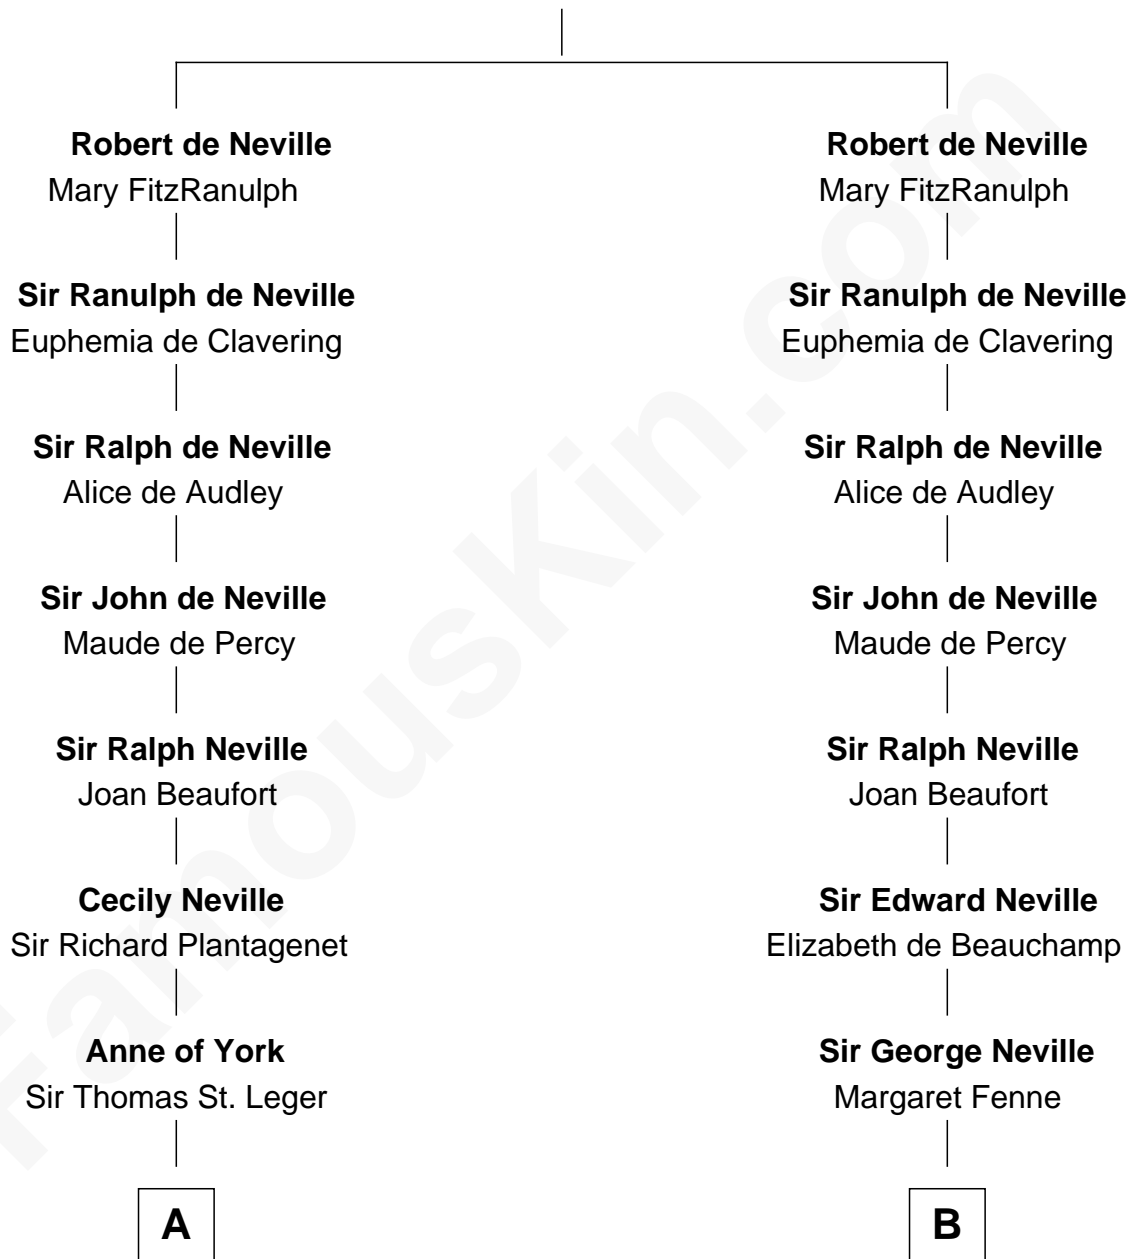 Robert de Neville
Mary FitzRanulph
Sir Ranulph de Neville
Euphemia de Clavering
Sir Ralph de Neville
Alice de Audley
Sir John de Neville
Maude de Percy
Sir Ralph Neville
Joan Beaufort
Cecily Neville
Sir Richard Plantagenet
Anne of York
Sir Thomas St. Leger
A
Robert de Neville
Mary FitzRanulph
Sir Ranulph de Neville
Euphemia de Clavering
Sir Ralph de Neville
Alice de Audley
Sir John de Neville
Maude de Percy
Sir Ralph Neville
Joan Beaufort
Sir Edward Neville
Elizabeth de Beauchamp
Sir George Neville
Margaret Fenne
B
FamousKin.com